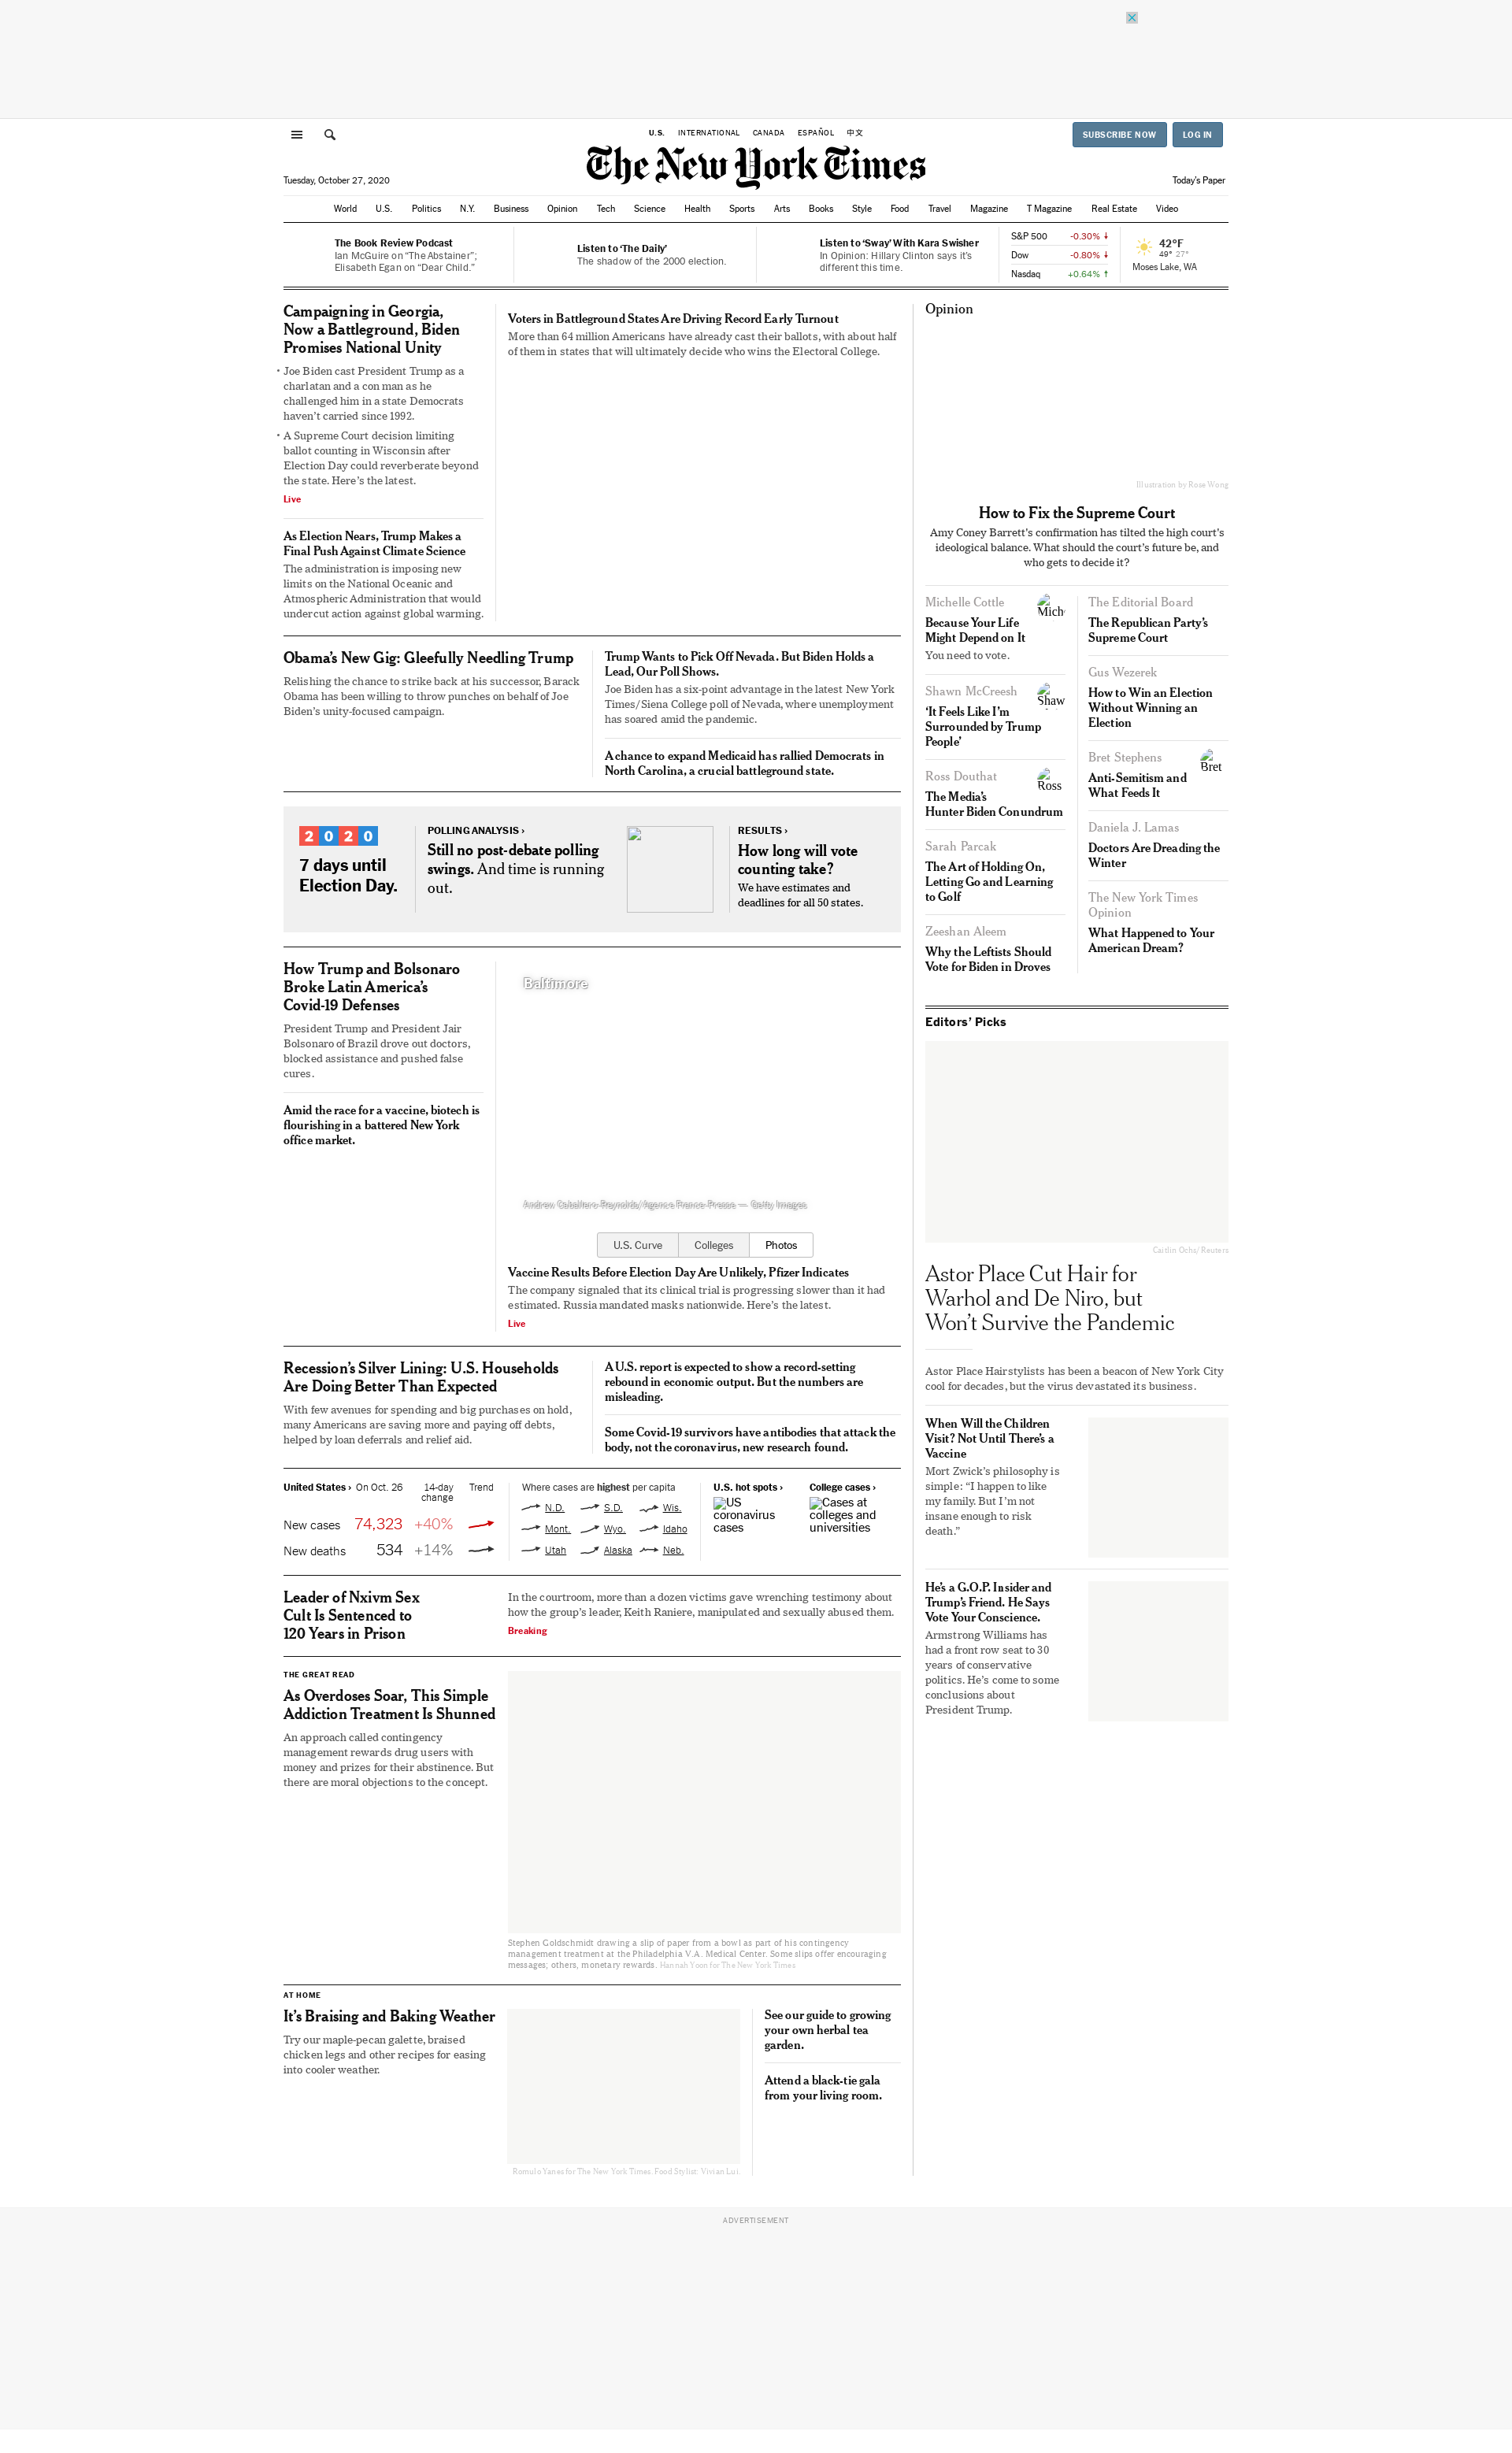 U.S. INTERNATIONAL CANADA ESPAÑOL 中文
SUBSCRIBE NOW LOG IN
The New York Times
Tuesday, October 27, 2020
Today's Paper
World U.S. Politics N.Y. Business Opinion Tech Science Health Sports Arts Books Style Food Travel Magazine T Magazine Real Estate Video
The Book Review Podcast
Ian McGuire on “The Abstainer”;
Elisabeth Egan on “Dear Child.”
Listen to ‘The Daily’
The shadow of the 2000 election.
Listen to ‘Sway’ With Kara Swisher
In Opinion: Hillary Clinton says it’s
different this time.
S&P 500 -0.30%
Dow -0.80%
Nasdaq +0.64%
42°F
49° 27°
Moses Lake, WA
Campaigning in Georgia,
Now a Battleground, Biden
Promises National Unity
• Joe Biden cast President Trump as a
charlatan and a con man as he
challenged him in a state Democrats
haven’t carried since 1992.
• A Supreme Court decision limiting
ballot counting in Wisconsin after
Election Day could reverberate beyond
the state. Here’s the latest.
Live
As Election Nears, Trump Makes a
Final Push Against Climate Science
The administration is imposing new
limits on the National Oceanic and
Atmospheric Administration that would
undercut action against global warming.
Voters in Battleground States Are Driving Record Early Turnout
More than 64 million Americans have already cast their ballots, with about half
of them in states that will ultimately decide who wins the Electoral College.
Obama’s New Gig: Gleefully Needling Trump
Relishing the chance to strike back at his successor, Barack
Obama has been willing to throw punches on behalf of Joe
Biden’s unity-focused campaign.
Trump Wants to Pick Off Nevada. But Biden Holds a
Lead, Our Poll Shows.
Joe Biden has a six-point advantage in the latest New York
Times/Siena College poll of Nevada, where unemployment
has soared amid the pandemic.
A chance to expand Medicaid has rallied Democrats in
North Carolina, a crucial battleground state.
2020
7 days until
Election Day.
POLLING ANALYSIS ›
Still no post-debate polling
swings. And time is running
out.
RESULTS ›
How long will vote
counting take?
We have estimates and
deadlines for all 50 states.
How Trump and Bolsonaro
Broke Latin America’s
Covid-19 Defenses
President Trump and President Jair
Bolsonaro of Brazil drove out doctors,
blocked assistance and pushed false
cures.
Amid the race for a vaccine, biotech is
flourishing in a battered New York
office market.
Baltimore
Andrew Caballero-Reynolds/Agence France-Presse — Getty Images
U.S. Curve Colleges Photos
Vaccine Results Before Election Day Are Unlikely, Pfizer Indicates
The company signaled that its clinical trial is progressing slower than it had
estimated. Russia mandated masks nationwide. Here’s the latest.
Live
Recession’s Silver Lining: U.S. Households
Are Doing Better Than Expected
With few avenues for spending and big purchases on hold,
many Americans are saving more and paying off debts,
helped by loan deferrals and relief aid.
A U.S. report is expected to show a record-setting
rebound in economic output. But the numbers are
misleading.
Some Covid-19 survivors have antibodies that attack the
body, not the coronavirus, new research found.
United States › On Oct. 26 14-day
change Trend
New cases 74,323 +40%
New deaths 534 +14%
Where cases are highest per capita
N.D. S.D. Wis.
Mont. Wyo. Idaho
Utah Alaska Neb.
U.S. hot spots ›
US
coronavirus
cases
College cases ›
Cases at
colleges and
universities
Leader of Nxivm Sex
Cult Is Sentenced to
120 Years in Prison
In the courtroom, more than a dozen victims gave wrenching testimony about
how the group’s leader, Keith Raniere, manipulated and sexually abused them.
Breaking
THE GREAT READ
As Overdoses Soar, This Simple
Addiction Treatment Is Shunned
An approach called contingency
management rewards drug users with
money and prizes for their abstinence. But
there are moral objections to the concept.
Stephen Goldschmidt drawing a slip of paper from a bowl as part of his contingency
management treatment at the Philadelphia V.A. Medical Center. Some slips offer encouraging
messages; others, monetary rewards. Hannah Yoon for The New York Times
AT HOME
It’s Braising and Baking Weather
Try our maple-pecan galette, braised
chicken legs and other recipes for easing
into cooler weather.
Romulo Yanes for The New York Times. Food Stylist: Vivian Lui.
See our guide to growing
your own herbal tea
garden.
Attend a black-tie gala
from your living room.
Opinion
Illustration by Rose Wong
How to Fix the Supreme Court
Amy Coney Barrett’s confirmation has tilted the high court’s
ideological balance. What should the court’s future be, and
who gets to decide it?
Michelle Cottle
Miche
Because Your Life
Might Depend on It
You need to vote.
Shawn McCreesh
Shaw
‘It Feels Like I’m
Surrounded by Trump
People’
Ross Douthat
Ross
The Media’s
Hunter Biden Conundrum
Sarah Parcak
The Art of Holding On,
Letting Go and Learning
to Golf
Zeeshan Aleem
Why the Leftists Should
Vote for Biden in Droves
The Editorial Board
The Republican Party’s
Supreme Court
Gus Wezerek
How to Win an Election
Without Winning an
Election
Bret Stephens
Bret
Anti-Semitism and
What Feeds It
Daniela J. Lamas
Doctors Are Dreading the
Winter
The New York Times
Opinion
What Happened to Your
American Dream?
Editors’ Picks
Caitlin Ochs/Reuters
Astor Place Cut Hair for
Warhol and De Niro, but
Won’t Survive the Pandemic
Astor Place Hairstylists has been a beacon of New York City
cool for decades, but the virus devastated its business.
When Will the Children
Visit? Not Until There’s a
Vaccine
Mort Zwick’s philosophy is
simple: “I happen to like
my family. But I’m not
insane enough to risk
death.”
He’s a G.O.P. Insider and
Trump’s Friend. He Says
Vote Your Conscience.
Armstrong Williams has
had a front row seat to 30
years of conservative
politics. He’s come to some
conclusions about
President Trump.
ADVERTISEMENT